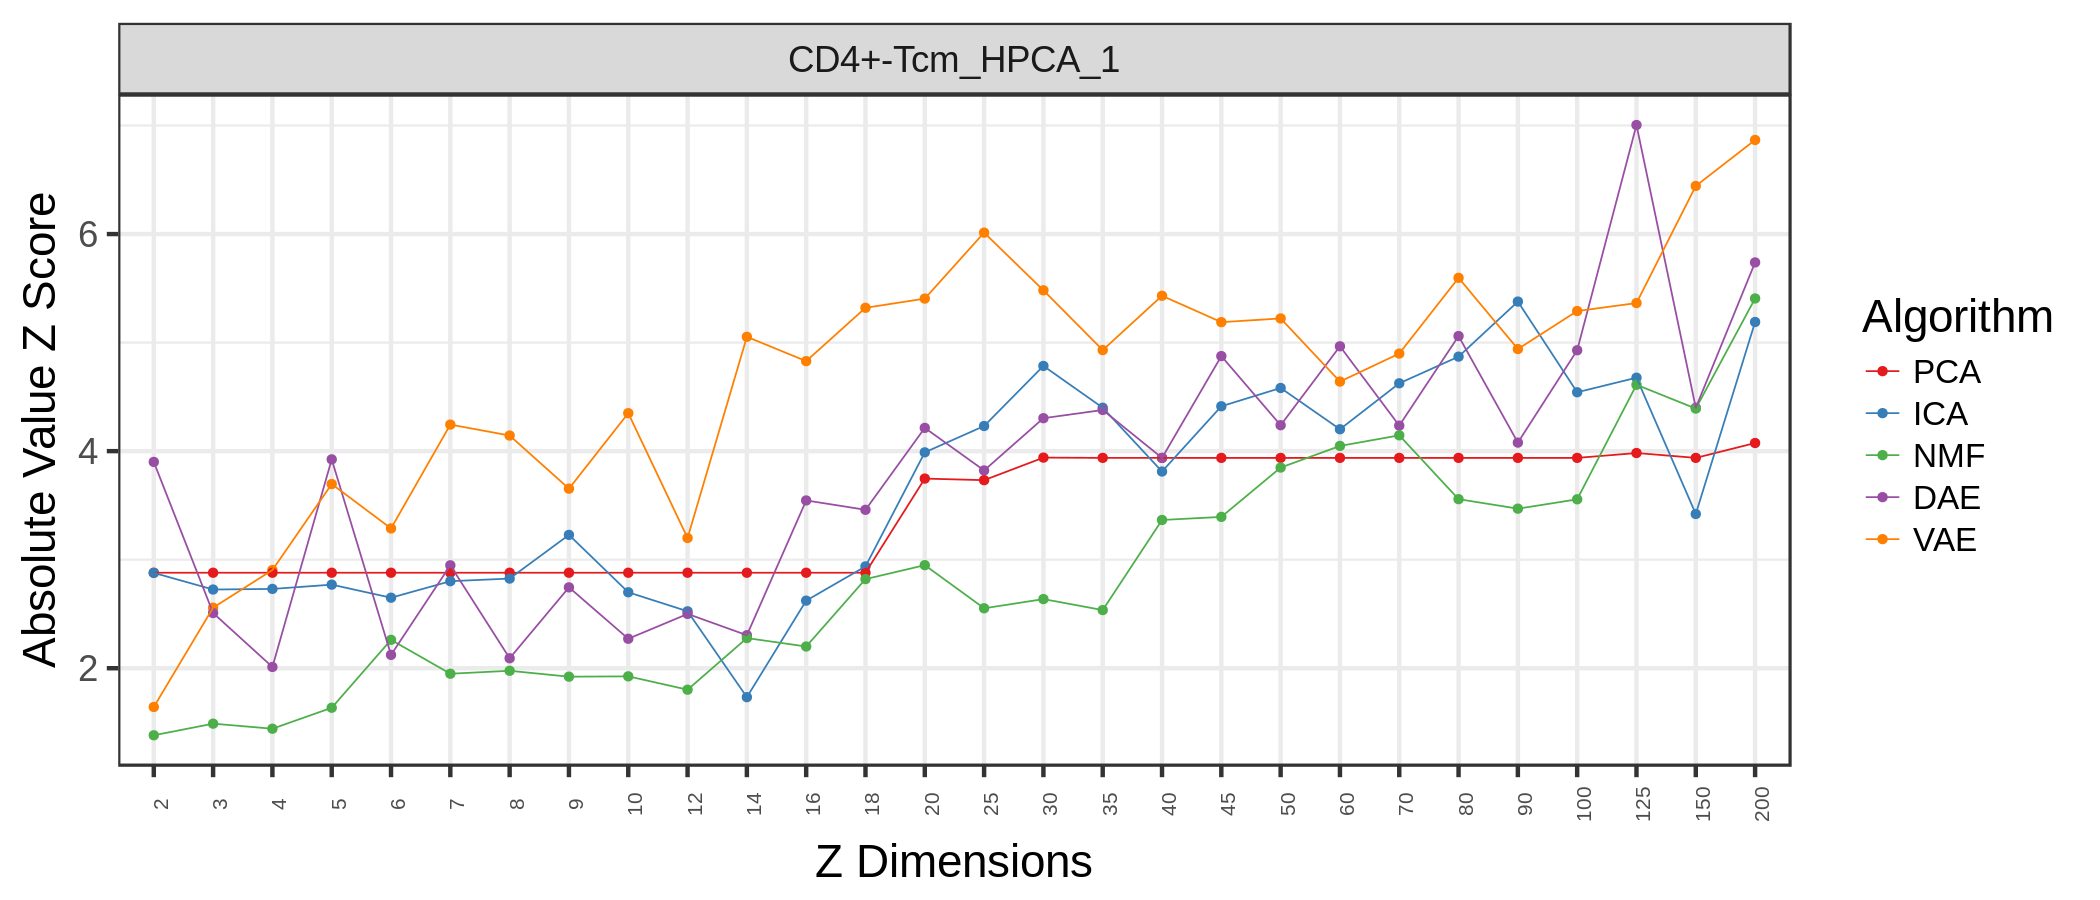 CD4+-Tcm_HPCA_1
Absolute Value Z Score
6
4
2
2 3 4 5 6 7 8 9 10 12 14 16 18 20 25 30 35 40 45 50 60 70 80 90 100 125 150 200
Z Dimensions
Algorithm
PCA
ICA
NMF
DAE
VAE